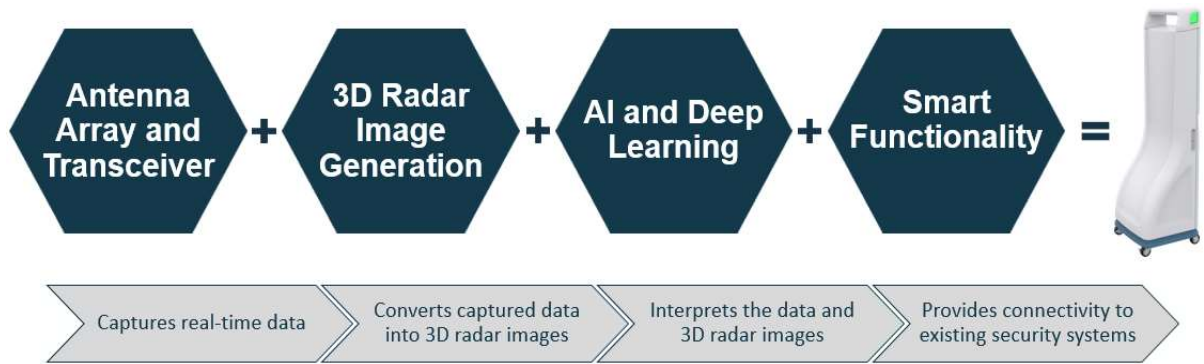 Antenna
Array and
Transceiver
+
3D Radar
Image
Generation
+
AI and Deep
Learning
+
Smart
Functionality
=
Captures real-time data
Converts captured data
into 3D radar images
Interprets the data and
3D radar images
Provides connectivity to
existing security systems